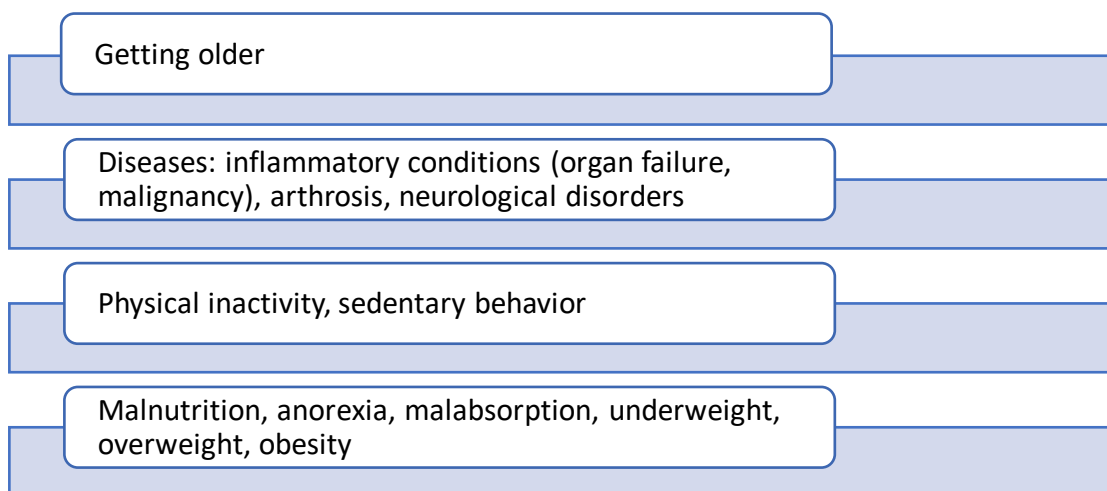 Getting older
Diseases: inflammatory conditions (organ failure,
malignancy), arthrosis, neurological disorders
Physical inactivity, sedentary behavior
Malnutrition, anorexia, malabsorption, underweight,
overweight, obesity